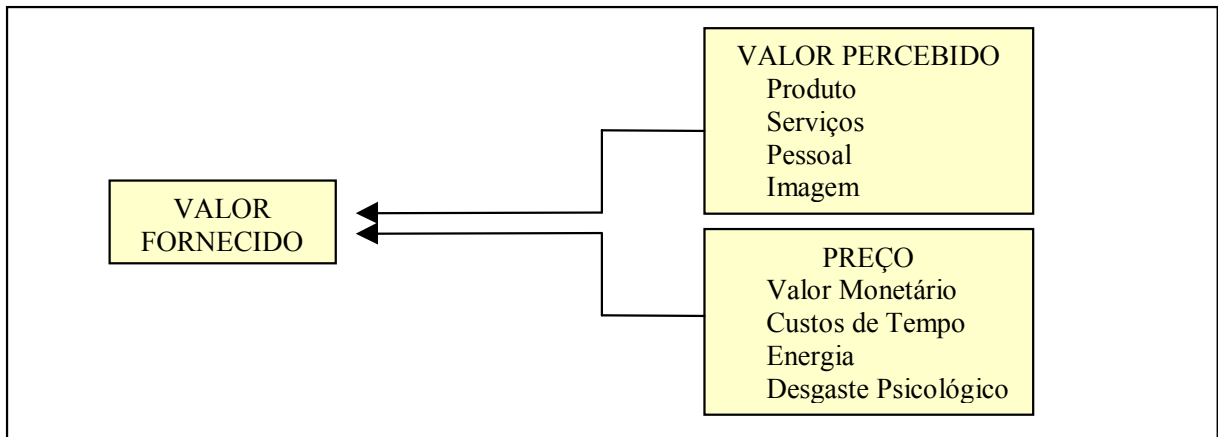 VALOR PERCEBIDO
Produto
Serviços
Pessoal
Imagem
VALOR
FORNECIDO
PREÇO
Valor Monetário
Custos de Tempo
Energia
Desgaste Psicológico